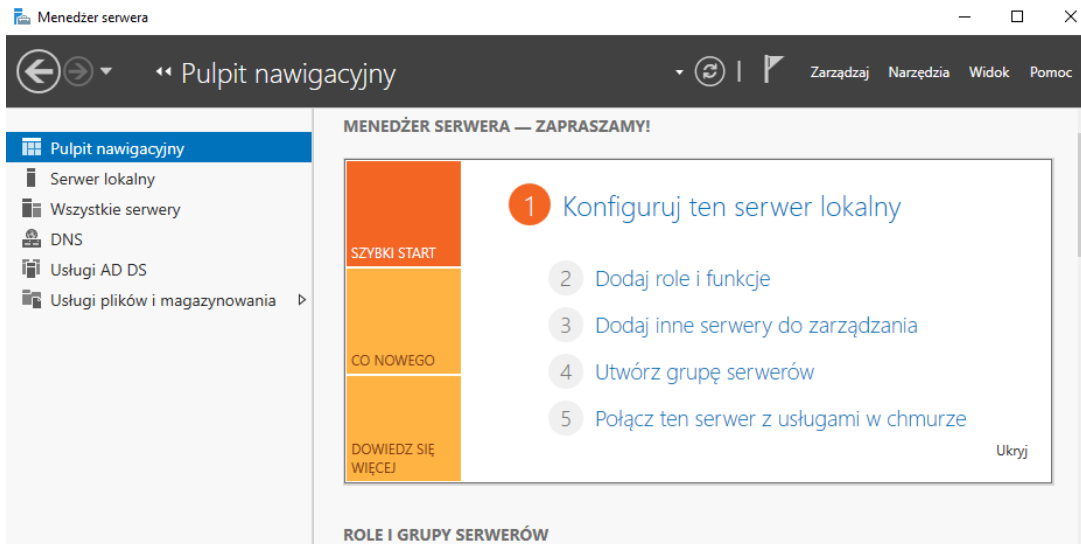 Menedżer serwera
Pulpit nawigacyjny
Zarządzaj Narzędzia Widok Pomoc
Pulpit nawigacyjny
Serwer lokalny
Wszystkie serwery
DNS
Usługi AD DS
Usługi plików i magazynowania
MENEDŻER SERWERA — ZAPRASZAMY!
SZYBKI START
CO NOWEGO
DOWIEDZ SIĘ
WIĘCEJ
1 Konfiguruj ten serwer lokalny
2 Dodaj role i funkcje
3 Dodaj inne serwery do zarządzania
4 Utwórz grupę serwerów
5 Połącz ten serwer z usługami w chmurze
Ukryj
ROLE I GRUPY SERWERÓW